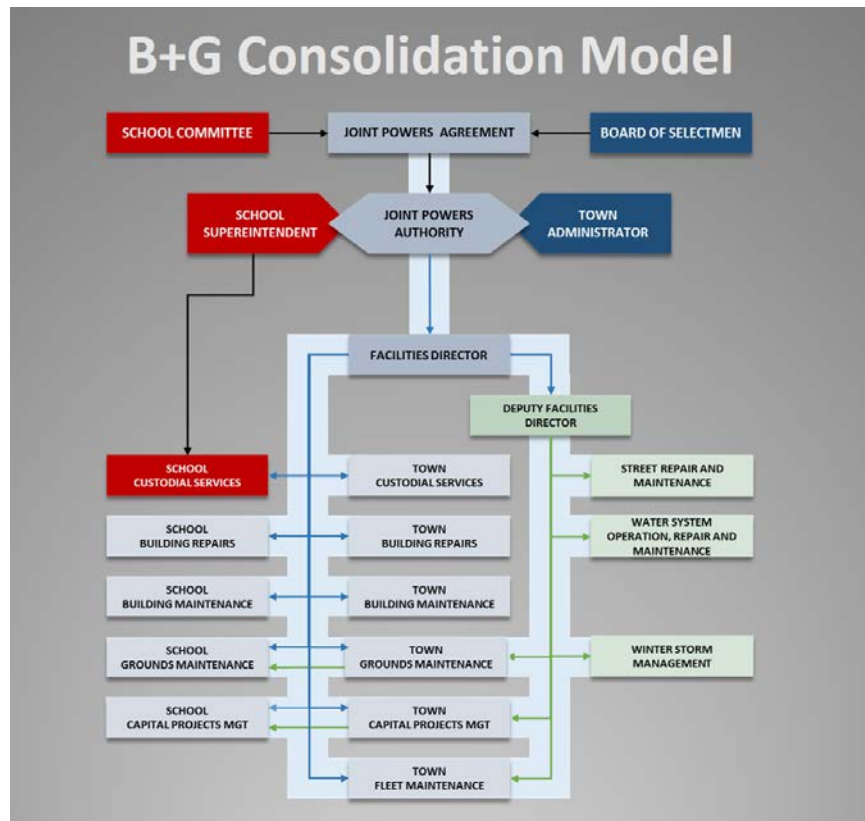 B+G Consolidation Model
SCHOOL COMMITTEE
JOINT POWERS AGREEMENT
BOARD OF SELECTMEN
SCHOOL
SUPEREINTENDENT
JOINT POWERS
AUTHORITY
TOWN
ADMINISTRATOR
FACILITIES DIRECTOR
DEPUTY FACILITIES
DIRECTOR
SCHOOL
CUSTODIAL SERVICES
TOWN
CUSTODIAL SERVICES
STREET REPAIR AND
MAINTENANCE
SCHOOL
BUILDING REPAIRS
TOWN
BUILDING REPAIRS
WATER SYSTEM
OPERATION, REPAIR AND
MAINTENANCE
SCHOOL
BUILDING MAINTENANCE
TOWN
BUILDING MAINTENANCE
SCHOOL
GROUNDS MAINTENANCE
TOWN
GROUNDS MAINTENANCE
WINTER STORM
MANAGEMENT
SCHOOL
CAPITAL PROJECTS MGT
TOWN
CAPITAL PROJECTS MGT
TOWN
FLEET MAINTENANCE